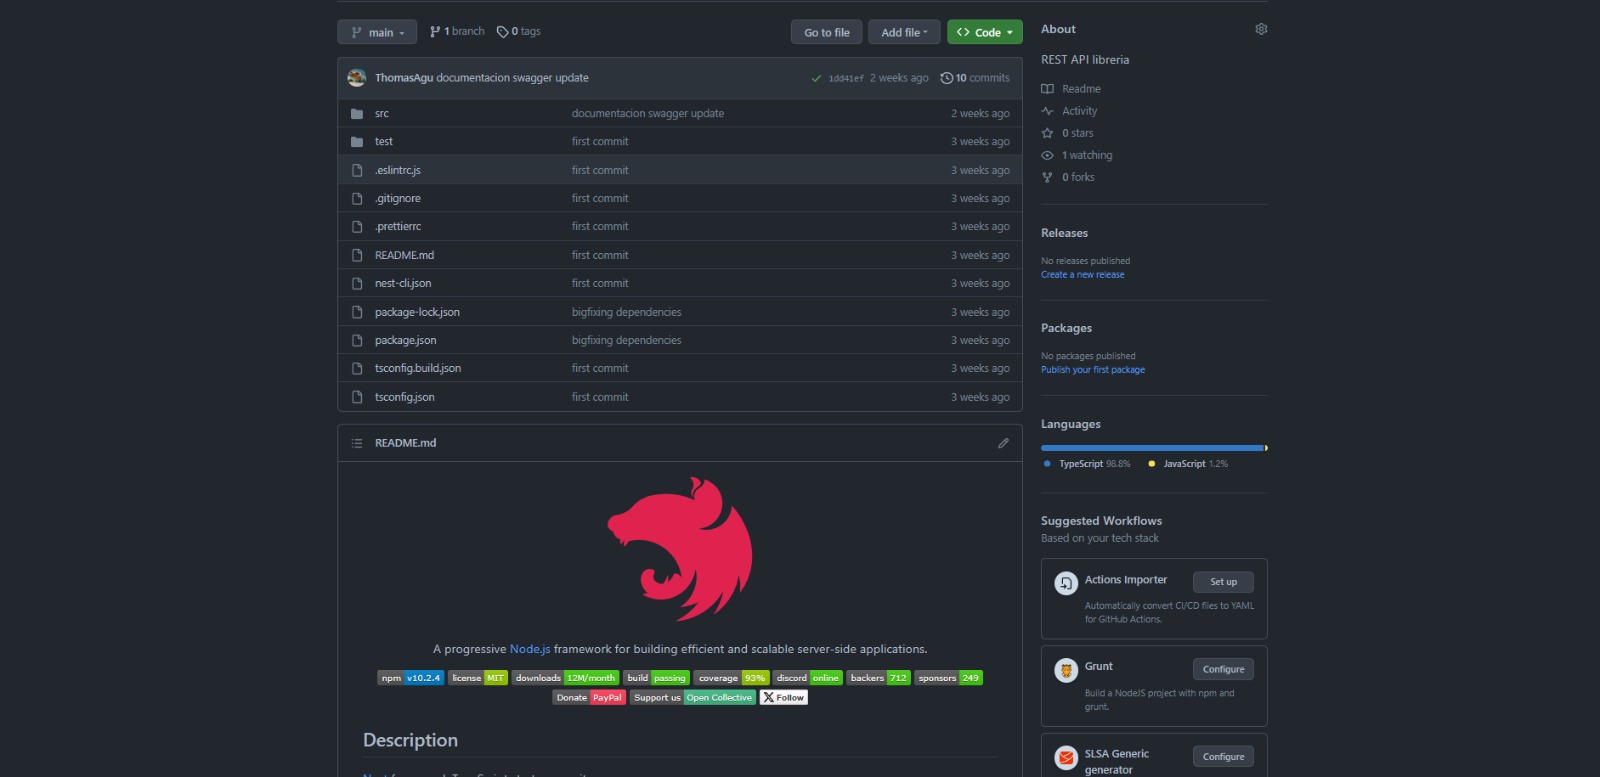 main
1 branch
0 tags
Go to file
Add file
Code
ThomasAgu documentacion swagger update
1dd41ef 2 weeks ago
10 commits
src documentacion swagger update 2 weeks ago
test first commit 3 weeks ago
.eslintrc.js first commit 3 weeks ago
.gitignore first commit 3 weeks ago
.prettierrc first commit 3 weeks ago
README.md first commit 3 weeks ago
nest-cli.json first commit 3 weeks ago
package-lock.json bigfixing dependencies 3 weeks ago
package.json bigfixing dependencies 3 weeks ago
tsconfig.build.json first commit 3 weeks ago
tsconfig.json first commit 3 weeks ago
README.md
A progressive Node.js framework for building efficient and scalable server-side applications.
npm v10.2.4 license MIT downloads 12M/month build passing coverage 93% discord online backers 712 sponsors 249
Donate PayPal Support us Open Collective X Follow
Description
About
REST API libreria
Readme
Activity
0 stars
1 watching
0 forks
Releases
No releases published
Create a new release
Packages
No packages published
Publish your first package
Languages
TypeScript 98.8% JavaScript 1.2%
Suggested Workflows
Based on your tech stack
Actions Importer Set up
Automatically convert CI/CD files to YAML
for GitHub Actions.
Grunt Configure
Build a NodeJS project with npm and
grunt.
SLSA Generic Configure
generator